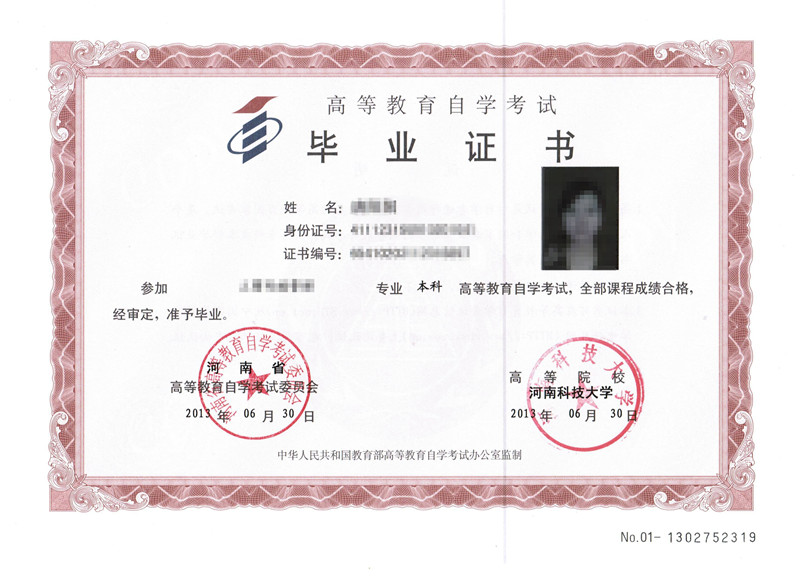 高等教育自学考试
毕业证书
姓 名：
身份证号：
证书编号：
参加 专业 本科 高等教育自学考试，全部课程成绩合格，
经审定，准予毕业。
河南省
高等教育自学考试委员会
2013 年 06 月 30 日
河南省高等教育自学考试委员会
高等院校
河南科技大学
2013 年 06 月 30 日
河南科技大学
中华人民共和国教育部高等教育自学考试办公室监制
No.01- 1302752319